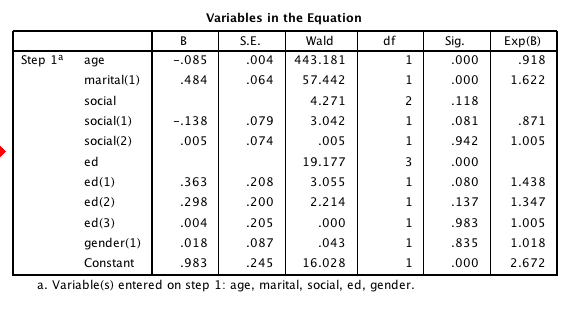 Variables in the Equation
B S.E. Wald df Sig. Exp(B)
Step 1a age -.085 .004 443.181 1 .000 .918
marital(1) .484 .064 57.442 1 .000 1.622
social 4.271 2 .118
social(1) -.138 .079 3.042 1 .081 .871
social(2) .005 .074 .005 1 .942 1.005
ed 19.177 3 .000
ed(1) .363 .208 3.055 1 .080 1.438
ed(2) .298 .200 2.214 1 .137 1.347
ed(3) .004 .205 .000 1 .983 1.005
gender(1) .018 .087 .043 1 .835 1.018
Constant .983 .245 16.028 1 .000 2.672
a. Variable(s) entered on step 1: age, marital, social, ed, gender.